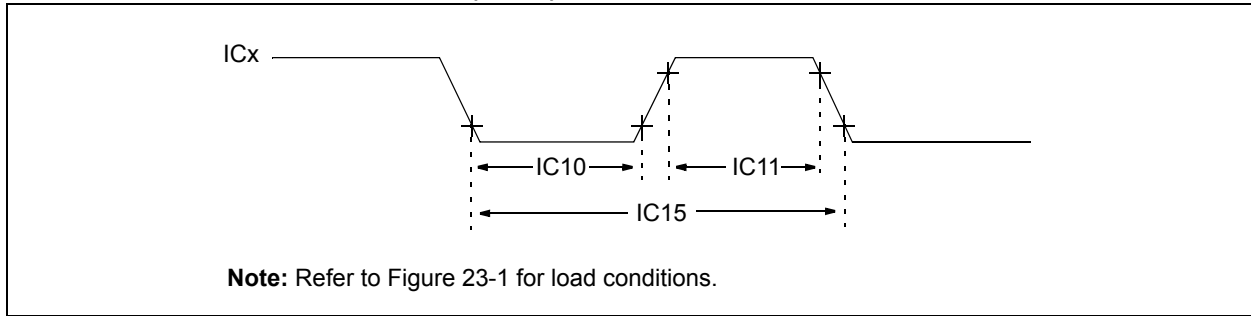 ICx
IC10
IC11
IC15
Note: Refer to Figure 23-1 for load conditions.